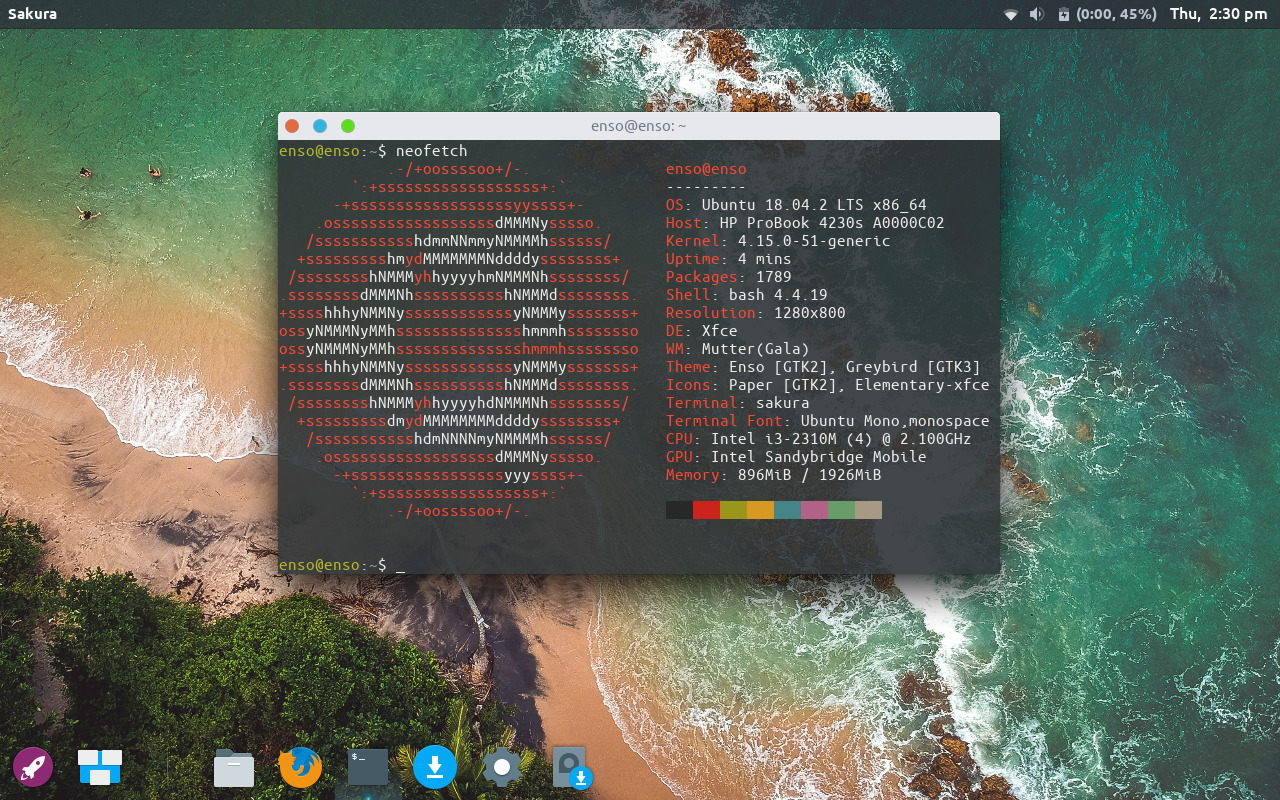 Sakura
(0:00, 45%) Thu, 2:30 pm
enso@enso: ~
enso@enso:~$ neofetch
.-/+oossssoo+/-. enso@enso
`:+ssssssssssssssssss+:` ---------
-+ssssssssssssssssssyyssss+- OS: Ubuntu 18.04.2 LTS x86_64
.ossssssssssssssssssdMMMNysssso. Host: HP ProBook 4230s A0000C02
/ssssssssssshdmmNNmmyNMMMMhssssss/ Kernel: 4.15.0-51-generic
+ssssssssshmydMMMMMMMNddddyssssssss+ Uptime: 4 mins
/sssssssshNMMMyhhyyyyhmNMMMNhssssssss/ Packages: 1789
.ssssssssdMMMNhsssssssssshNMMMdssssssss. Shell: bash 4.4.19
+sssshhhyNMMNyssssssssssssyNMMMysssssss+ Resolution: 1280x800
ossyNMMMNyMMhsssssssssssssshmmmhssssssso DE: Xfce
ossyNMMMNyMMhsssssssssssssshmmmhssssssso WM: Mutter(Gala)
+sssshhhyNMMNyssssssssssssyNMMMysssssss+ Theme: Enso [GTK2], Greybird [GTK3]
.ssssssssdMMMNhsssssssssshNMMMdssssssss. Icons: Paper [GTK2], Elementary-xfce
/sssssssshNMMMyhhyyyyhdNMMMNhssssssss/ Terminal: sakura
+sssssssssdmydMMMMMMMMddddyssssssss+ Terminal Font: Ubuntu Mono,monospace
/ssssssssssshdmNNNNmyNMMMMhssssss/ CPU: Intel i3-2310M (4) @ 2.100GHz
.ossssssssssssssssssdMMMNysssso. GPU: Intel Sandybridge Mobile
-+sssssssssssssssssyyyssss+- Memory: 896MiB / 1926MiB
`:+ssssssssssssssssss+:`
.-/+oossssoo+/-.
enso@enso:~$ _
$_